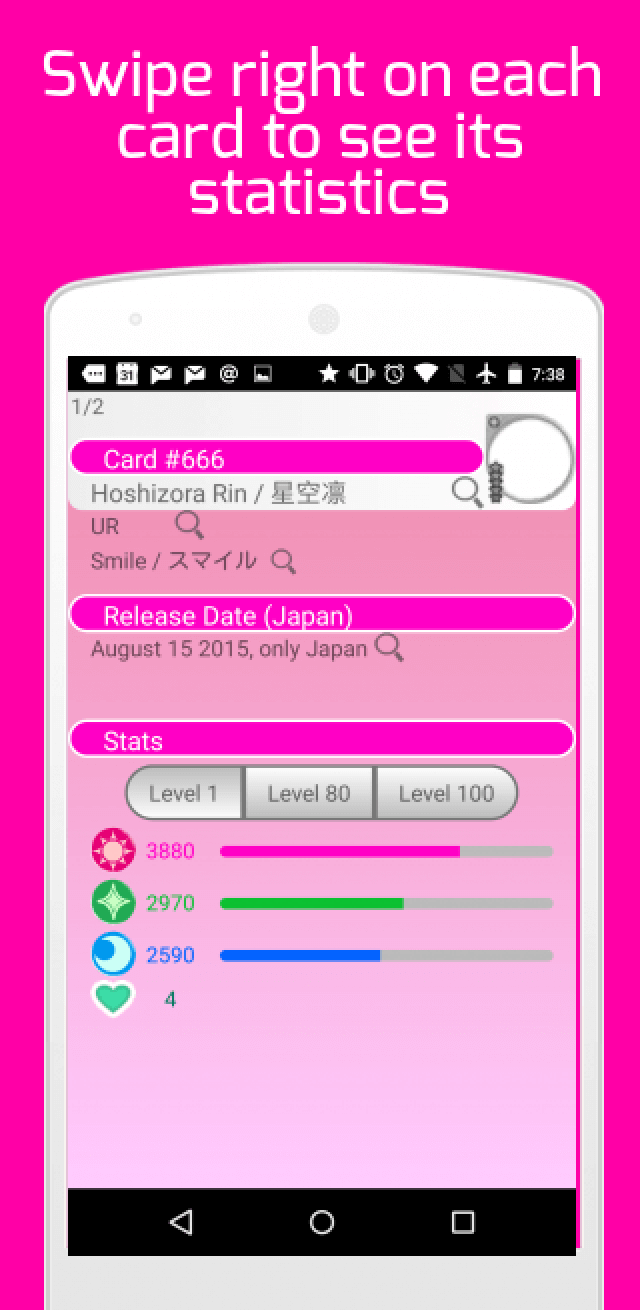 Swipe right on each
card to see its
statistics
31 @ 7:38
1/2
Card #666
Hoshizora Rin / 星空凛
UR
Smile / スマイル
Release Date (Japan)
August 15 2015, only Japan
Stats
Level 1 Level 80 Level 100
3880
2970
2590
4